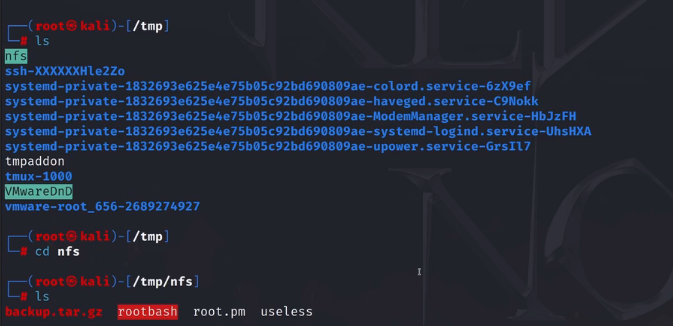 ┌──(root㉿kali)-[/tmp]
└─# ls
nfs
ssh-XXXXXXHle2Zo
systemd-private-1832693e625e4e75b05c92bd690809ae-colord.service-6zX9ef
systemd-private-1832693e625e4e75b05c92bd690809ae-haveged.service-C9Nokk
systemd-private-1832693e625e4e75b05c92bd690809ae-ModemManager.service-HbJzFH
systemd-private-1832693e625e4e75b05c92bd690809ae-systemd-logind.service-UhsHXA
systemd-private-1832693e625e4e75b05c92bd690809ae-upower.service-GrsIl7
tmpaddon
tmux-1000
VMwareDnD
vmware-root_656-2689274927
┌──(root㉿kali)-[/tmp]
└─# cd nfs
┌──(root㉿kali)-[/tmp/nfs]
└─# ls
backup.tar.gz rootbash root.pm useless